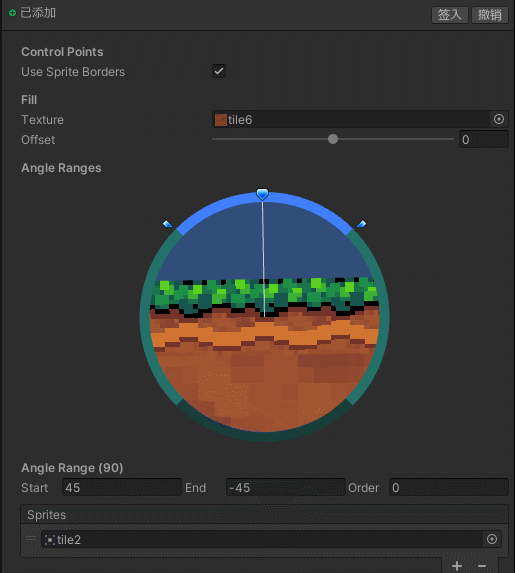 已添加
签入 撤销
Control Points
Use Sprite Borders
Fill
Texture tile6
Offset 0
Angle Ranges
Angle Range (90)
Start 45 End -45 Order 0
Sprites
tile2